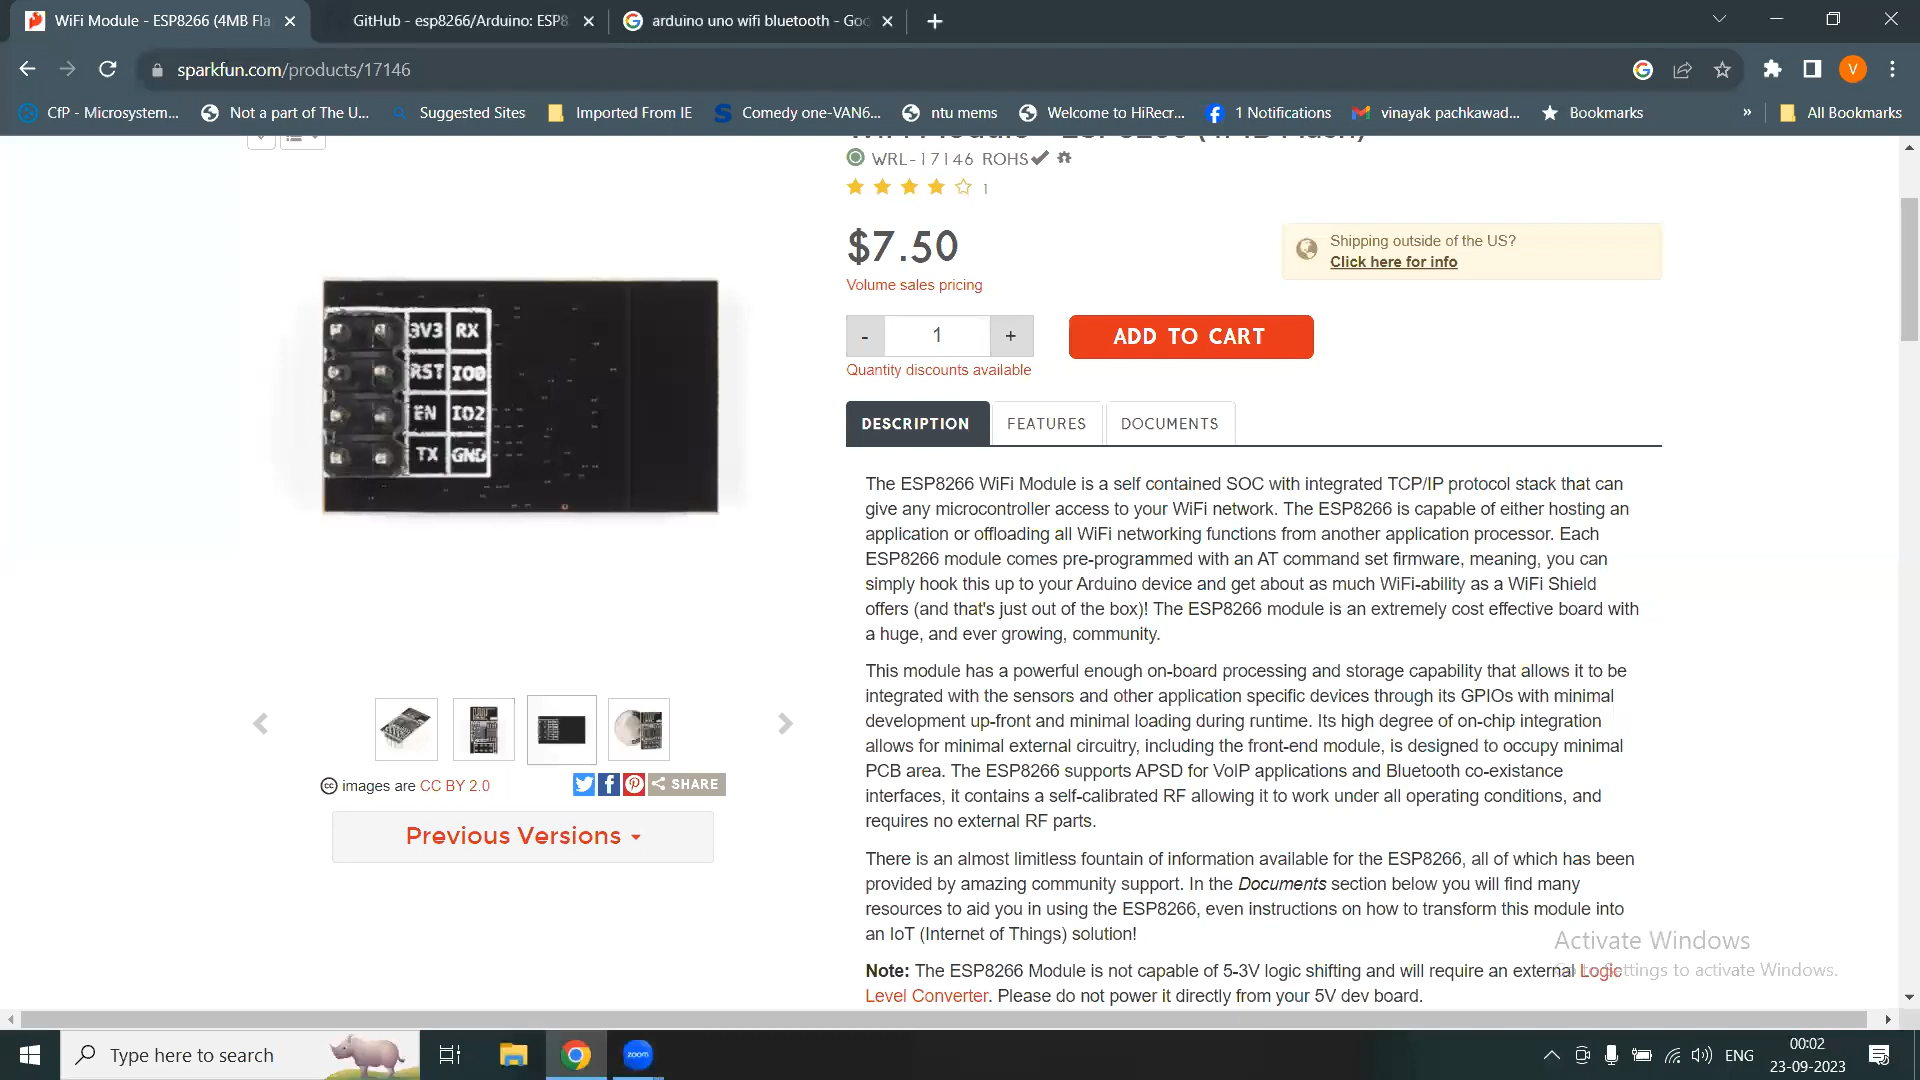 WiFi Module - ESP8266 (4MB Fla
GitHub - esp8266/Arduino: ESP8
arduino uno wifi bluetooth - Goo
sparkfun.com/products/17146
V
CfP - Microsystem...
Not a part of The U...
Suggested Sites
Imported From IE
Comedy one-VAN6...
ntu mems
Welcome to HiRecr...
1 Notifications
vinayak pachkawad...
Bookmarks
»
All Bookmarks
WiFi Module - ESP8266 (4MB Flash)
WRL-17146 ROHS
1
$7.50
Volume sales pricing
Shipping outside of the US?
Click here for info
- 1 +
ADD TO CART
Quantity discounts available
3V3 RX
RST IO0
EN IO2
TX GND
DESCRIPTION
FEATURES
DOCUMENTS
The ESP8266 WiFi Module is a self contained SOC with integrated TCP/IP protocol stack that can
give any microcontroller access to your WiFi network. The ESP8266 is capable of either hosting an
application or offloading all WiFi networking functions from another application processor. Each
ESP8266 module comes pre-programmed with an AT command set firmware, meaning, you can
simply hook this up to your Arduino device and get about as much WiFi-ability as a WiFi Shield
offers (and that's just out of the box)! The ESP8266 module is an extremely cost effective board with
a huge, and ever growing, community.
This module has a powerful enough on-board processing and storage capability that allows it to be
integrated with the sensors and other application specific devices through its GPIOs with minimal
development up-front and minimal loading during runtime. Its high degree of on-chip integration
allows for minimal external circuitry, including the front-end module, is designed to occupy minimal
PCB area. The ESP8266 supports APSD for VoIP applications and Bluetooth co-existance
interfaces, it contains a self-calibrated RF allowing it to work under all operating conditions, and
requires no external RF parts.
There is an almost limitless fountain of information available for the ESP8266, all of which has been
provided by amazing community support. In the Documents section below you will find many
resources to aid you in using the ESP8266, even instructions on how to transform this module into
an IoT (Internet of Things) solution!
Note: The ESP8266 Module is not capable of 5-3V logic shifting and will require an external Logic
Level Converter. Please do not power it directly from your 5V dev board.
cc images are CC BY 2.0
SHARE
Previous Versions
Activate Windows
Go to Settings to activate Windows.
Type here to search
zoom
ENG
00:02
23-09-2023